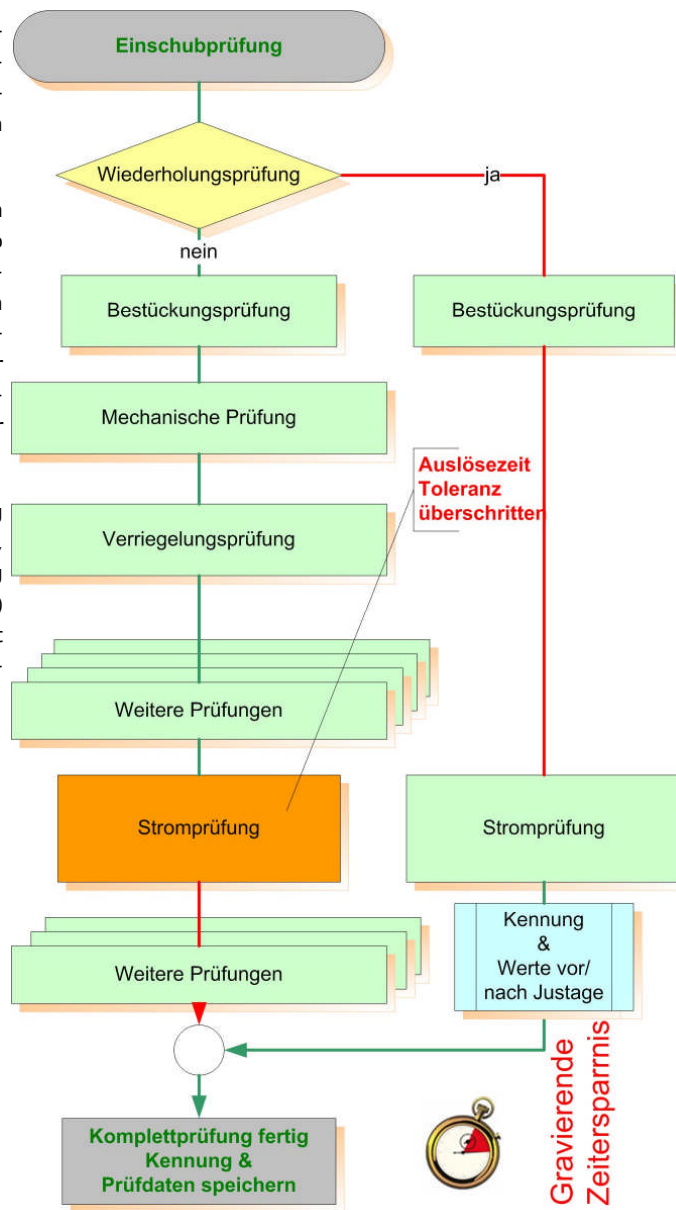 Einschubprüfung
Wiederholungsprüfung
ja
nein
Bestückungsprüfung
Bestückungsprüfung
Mechanische Prüfung
Auslösezeit
Toleranz
überschritten
Verriegelungsprüfung
Weitere Prüfungen
Stromprüfung
Stromprüfung
Kennung
&
Werte vor/
nach Justage
Weitere Prüfungen
Gravierende
Zeitersparrnis
Komplettprüfung fertig
Kennung &
Prüfdaten speichern